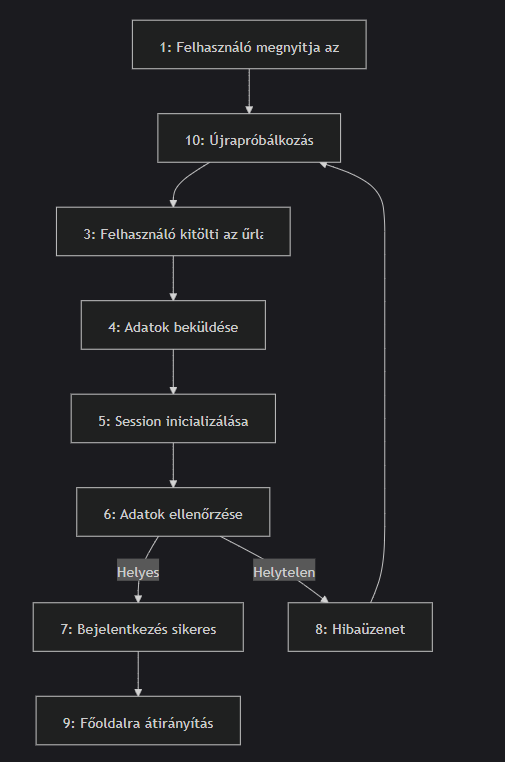 1: Felhasználó megnyitja az
10: Újrapróbálkozás
3: Felhasználó kitölti az űrla
4: Adatok beküldése
5: Session inicializálása
6: Adatok ellenőrzése
Helyes
Helytelen
7: Bejelentkezés sikeres
8: Hibaüzenet
9: Főoldalra átirányítás